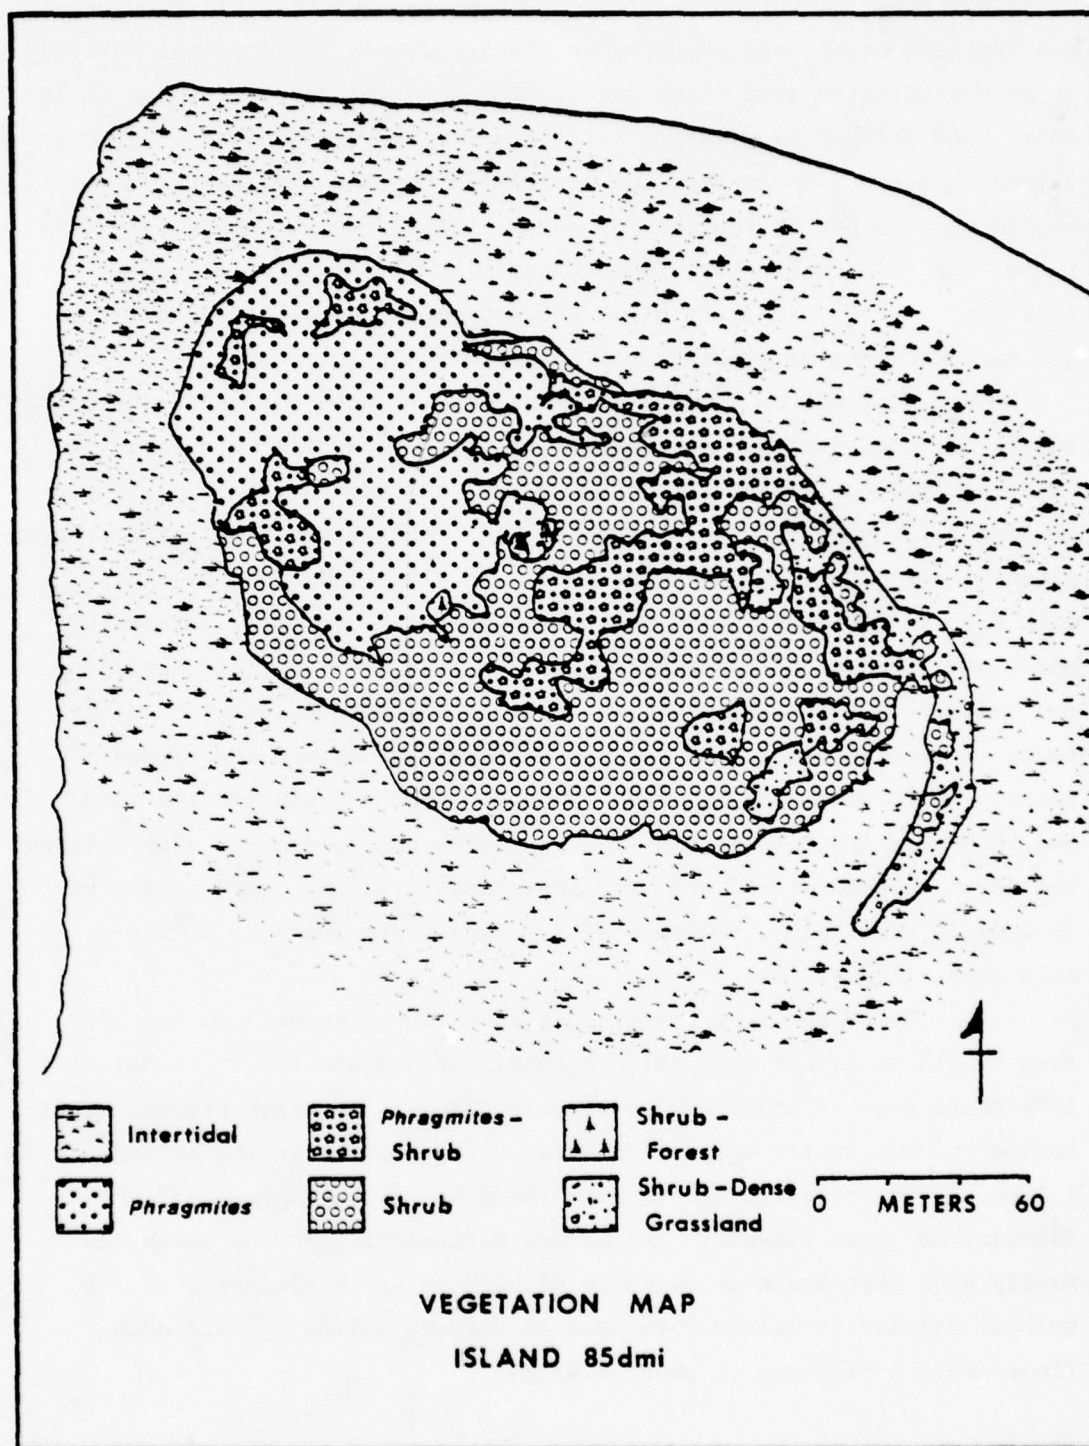 Intertidal
Phragmites
Phragmites-
Shrub
Shrub
Shrub-
Forest
Shrub-Dense
Grassland
0 METERS 60
VEGETATION MAP
ISLAND 85dmi